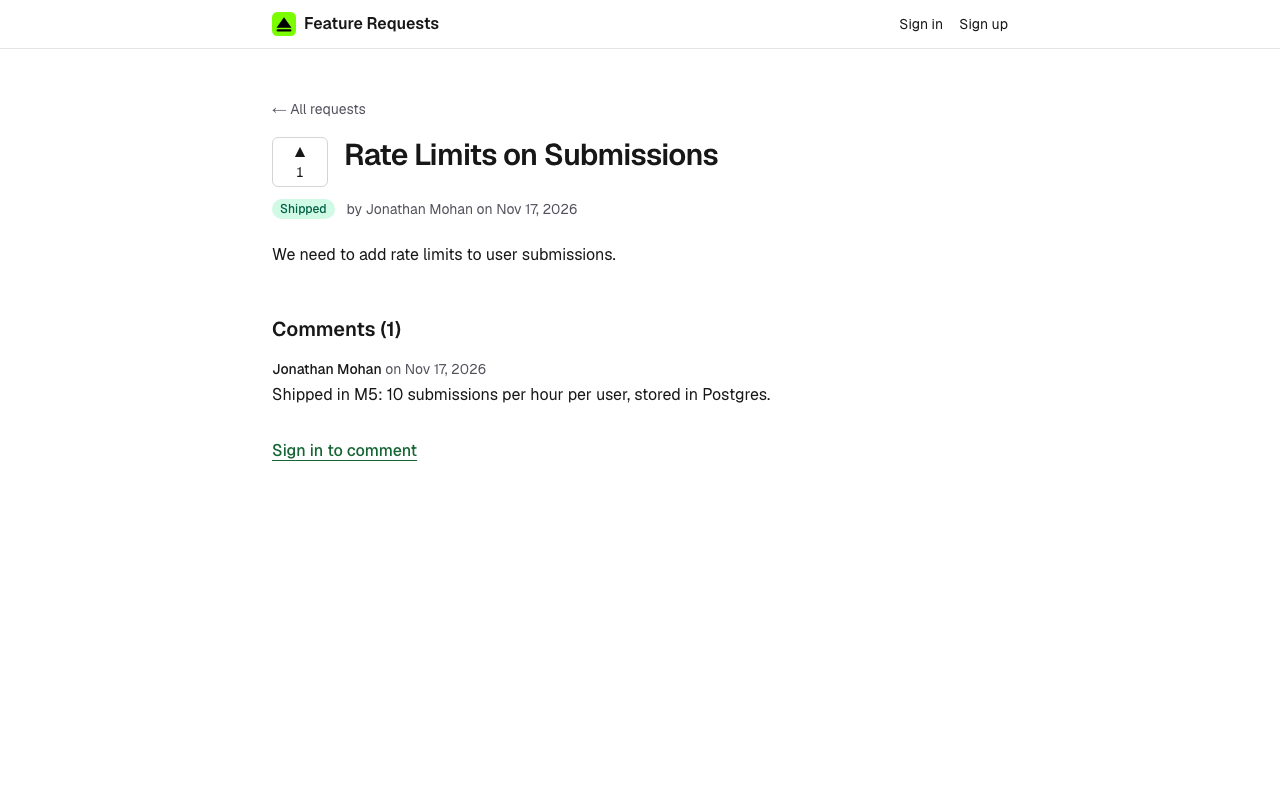 Feature Requests
Sign in
Sign up
← All requests
▲
1
Rate Limits on Submissions
Shipped
by Jonathan Mohan on Nov 17, 2026
We need to add rate limits to user submissions.
Comments (1)
Jonathan Mohan on Nov 17, 2026
Shipped in M5: 10 submissions per hour per user, stored in Postgres.
Sign in to comment